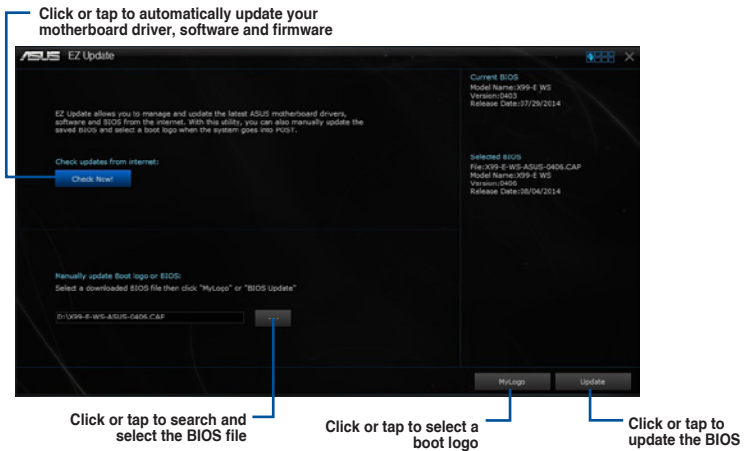 Click or tap to automatically update your
motherboard driver, software and firmware
ASUS EZ Update
Current BIOS
Model Name:X99-E WS
Version:0403
Release Date:07/29/2014
EZ Update allows you to manage and update the latest ASUS motherboard drivers,
software and BIOS from the internet. With this utility, you can also manually update the
saved BIOS and select a boot logo when the system goes into POST.
Check updates from internet:
Check Now!
Selected BIOS
File:X99-E-WS-ASUS-0406.CAP
Model Name:X99-E WS
Version:0406
Release Date:08/04/2014
Manually update Boot logo or BIOS:
Select a downloaded BIOS file then click "MyLogo" or "BIOS Update"
D:\X99-E-WS-ASUS-0406.CAP
...
MyLogo
Update
Click or tap to search and
select the BIOS file
Click or tap to select a
boot logo
Click or tap to
update the BIOS